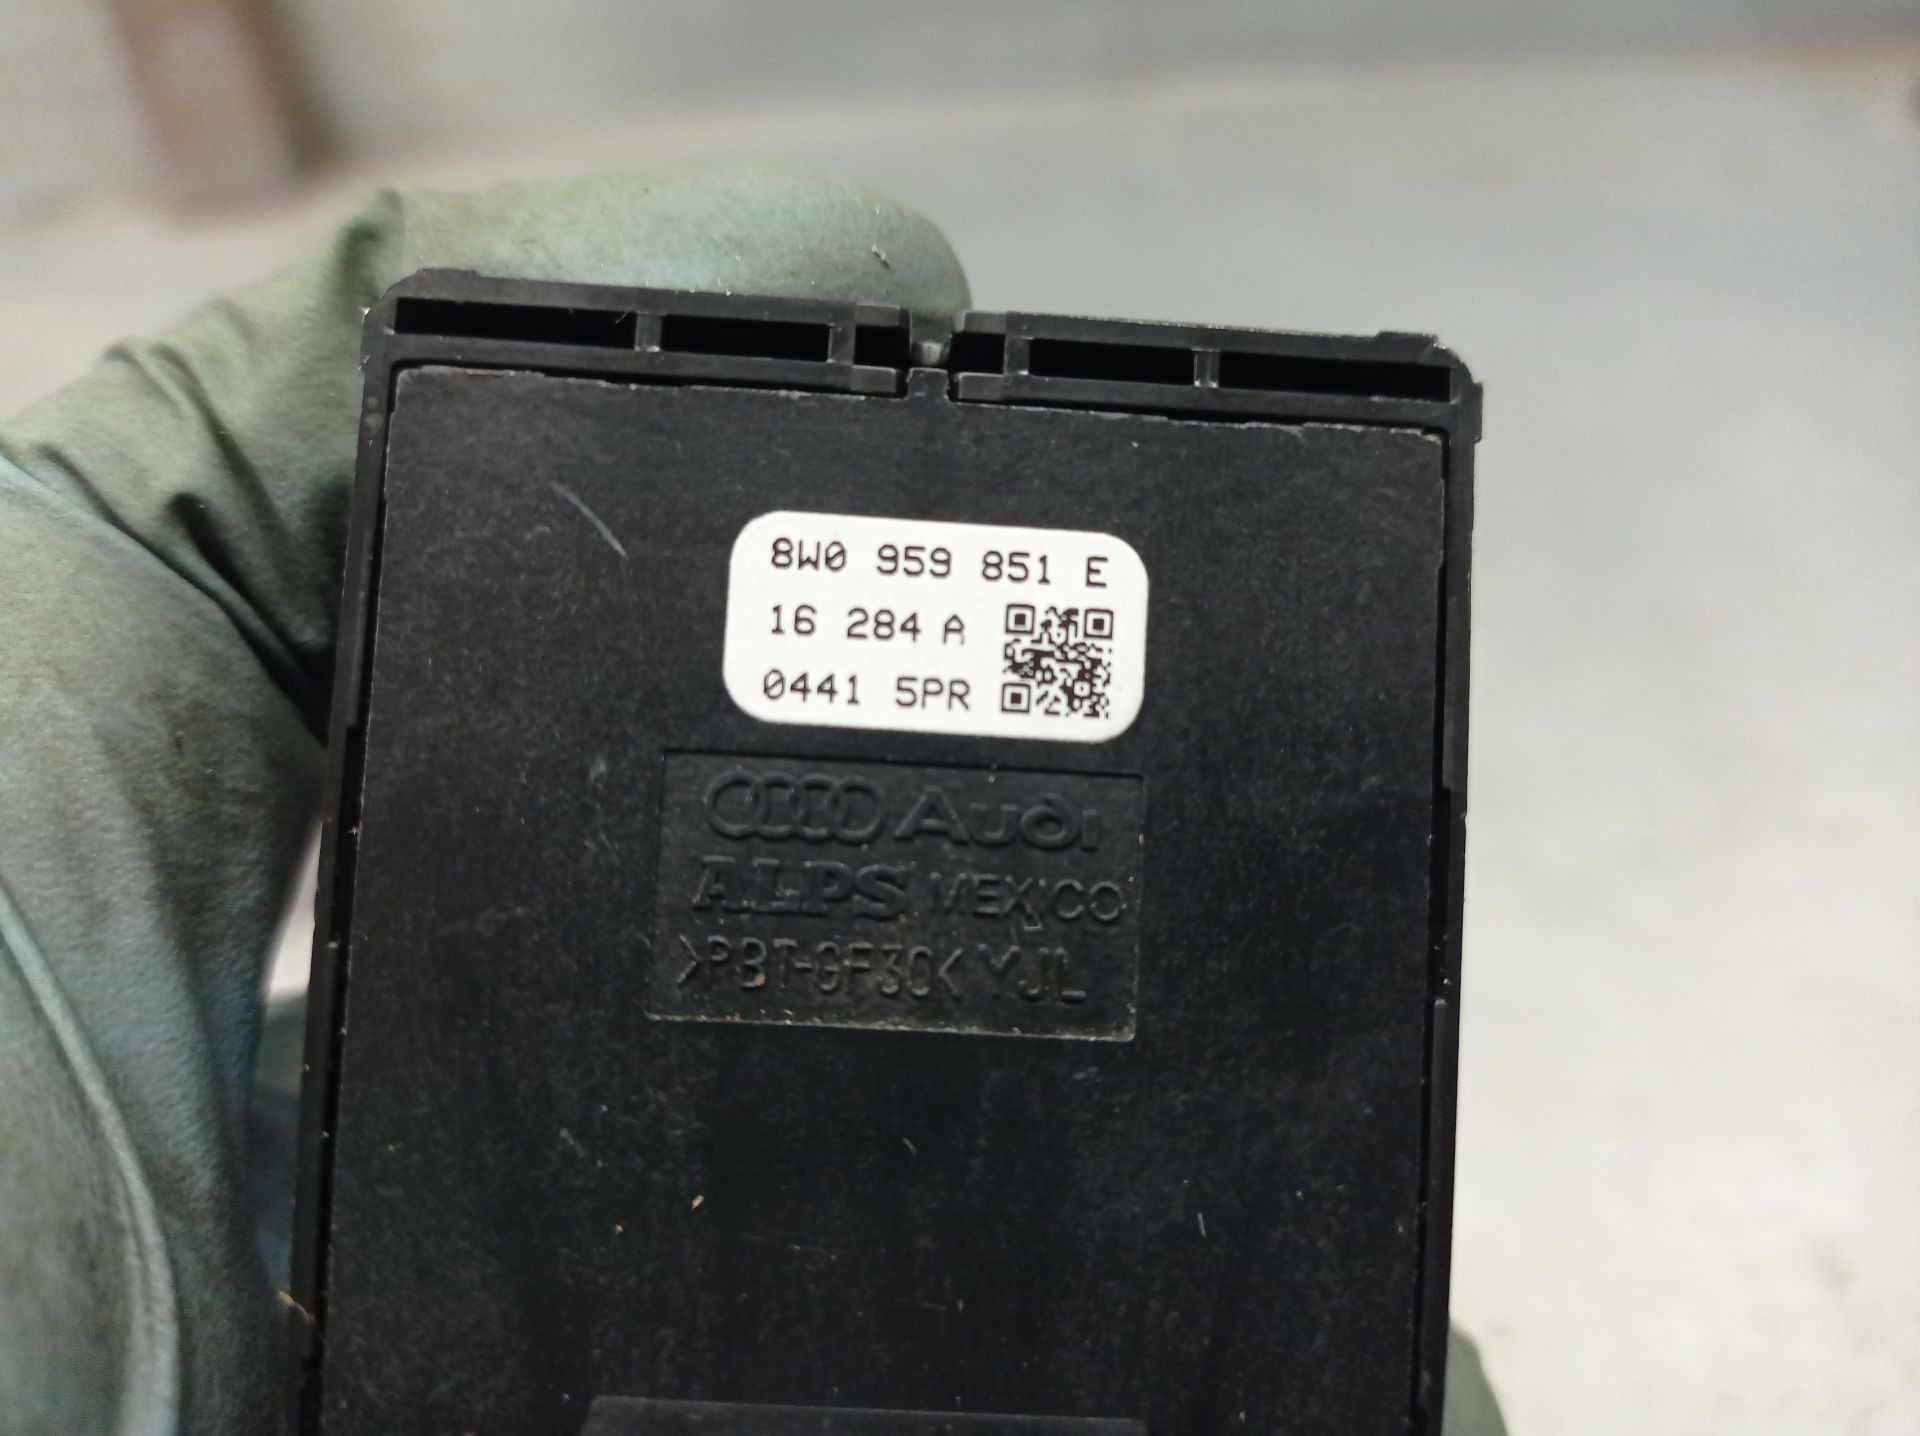 8W0 959 851 E
16 284 A
0441 5PR
Audi
ALPS MEXICO
>PBT-GF30< YJL